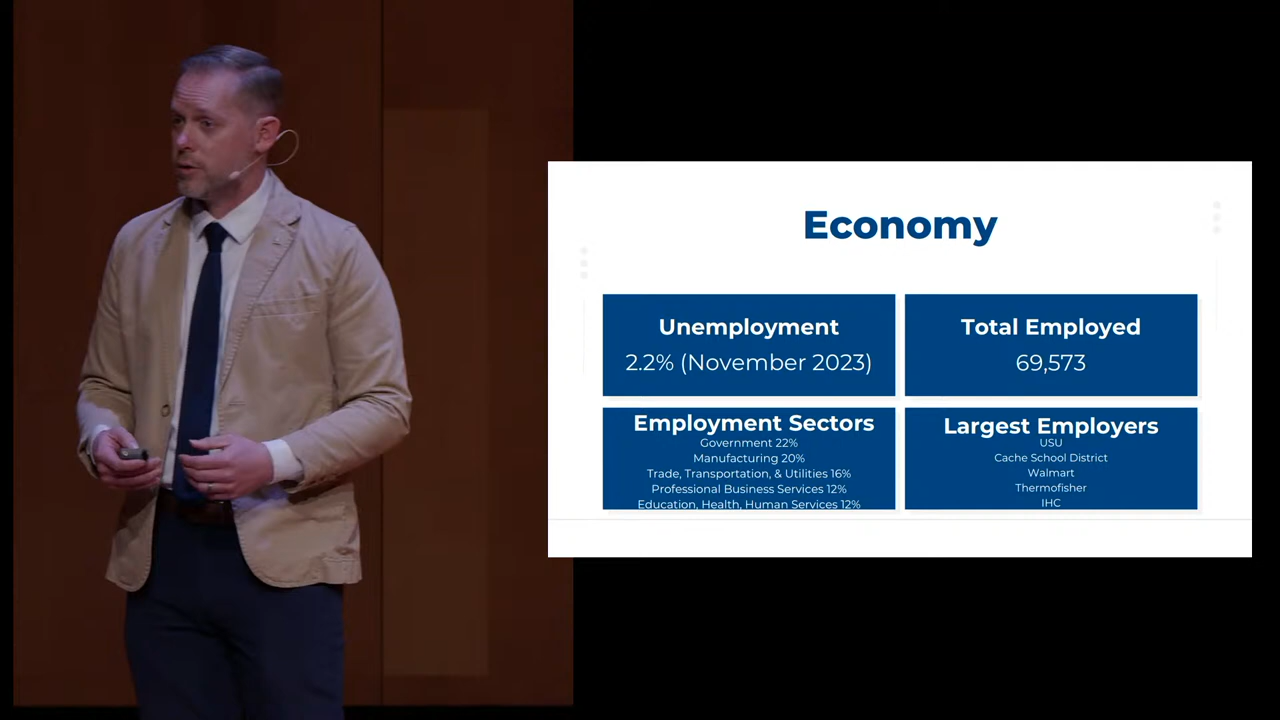 Economy
Unemployment
2.2% (November 2023)
Total Employed
69,573
Employment Sectors
Government 22%
Manufacturing 20%
Trade, Transportation, & Utilities 16%
Professional Business Services 12%
Education, Health, Human Services 12%
Largest Employers
USU
Cache School District
Walmart
Thermofisher
IHC